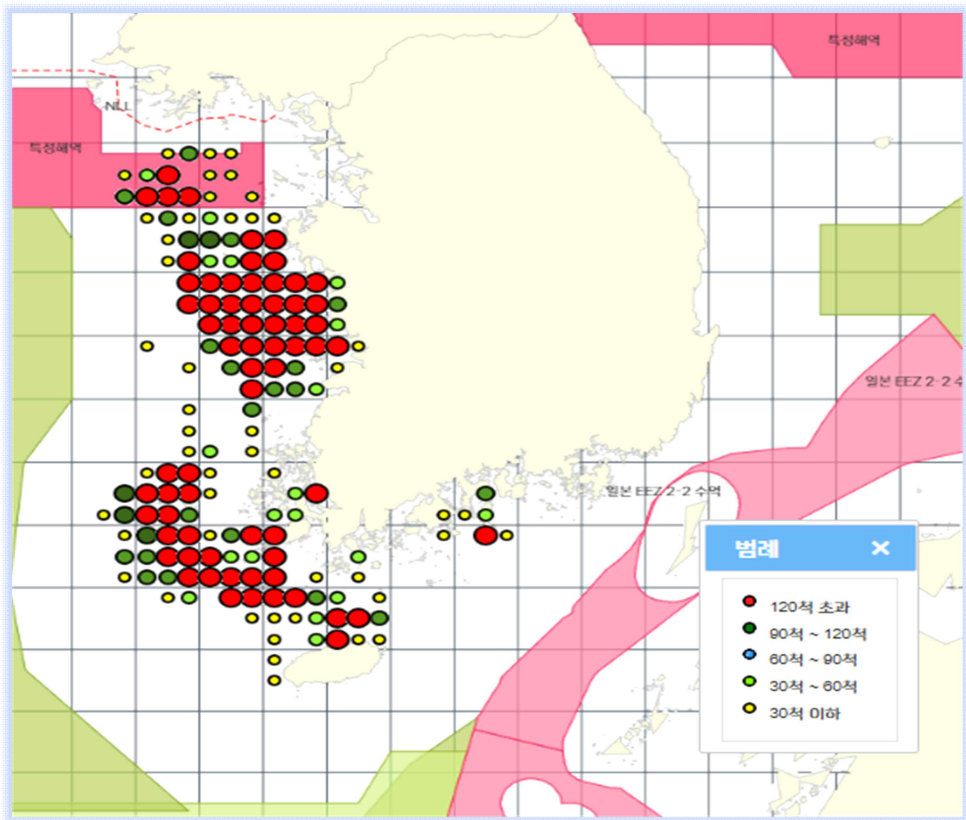 특정해역
NLL
특정해역
일본 EEZ 2-2 수
일본 EEZ 2-2 수역
범례
120척 초과
90척 ~ 120척
60척 ~ 90척
30척 ~ 60척
30척 이하